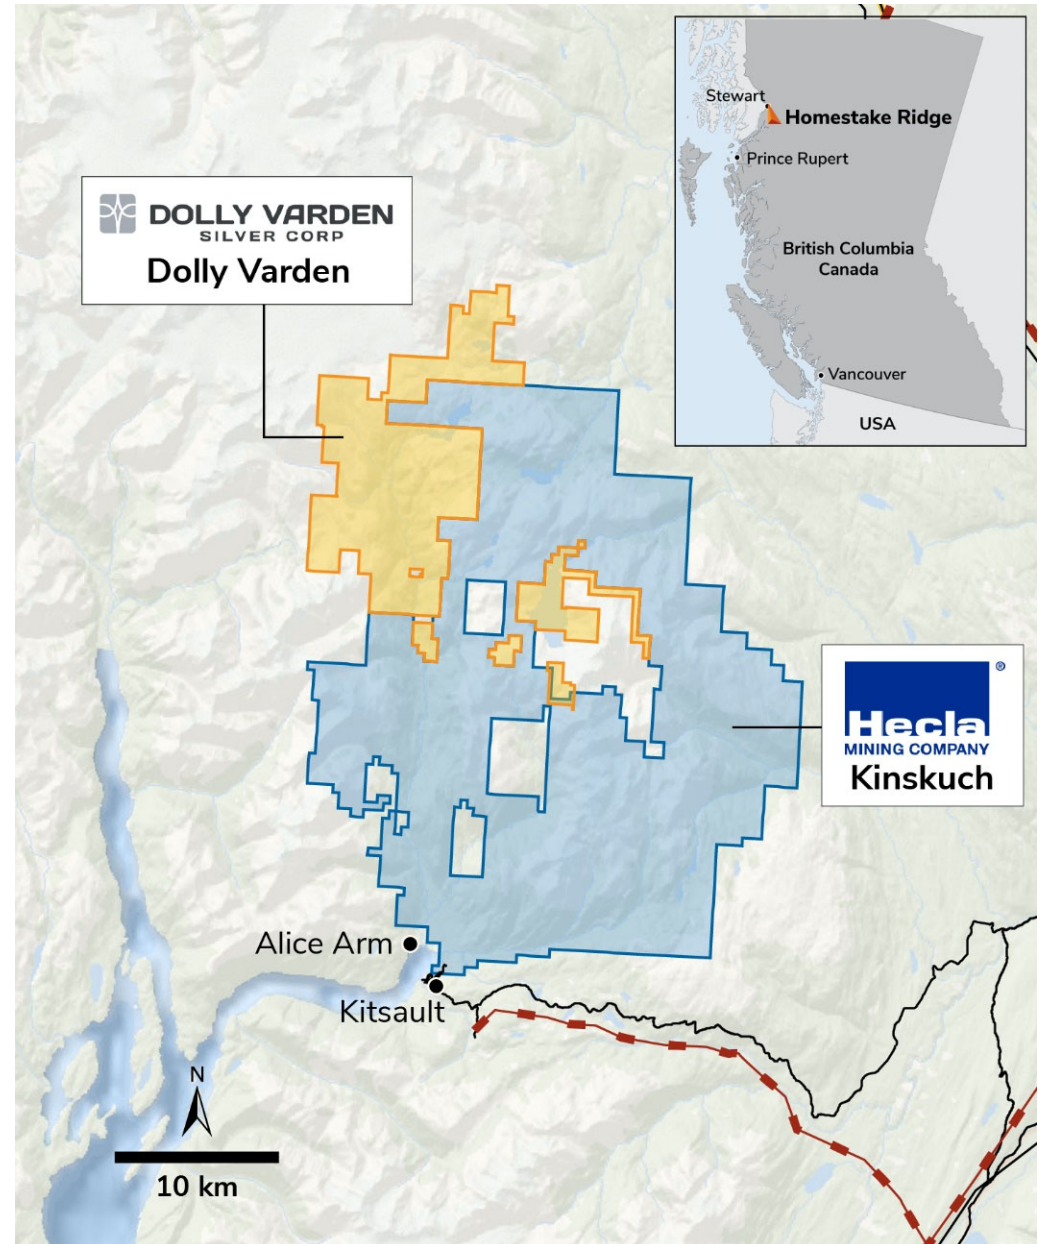 Stewart
Homestake Ridge
Prince Rupert
British Columbia
Canada
Vancouver
USA
DOLLY VARDEN
SILVER CORP
Dolly Varden
Hecla
®
MINING COMPANY
Kinskuch
Alice Arm
Kitsault
N
10 km